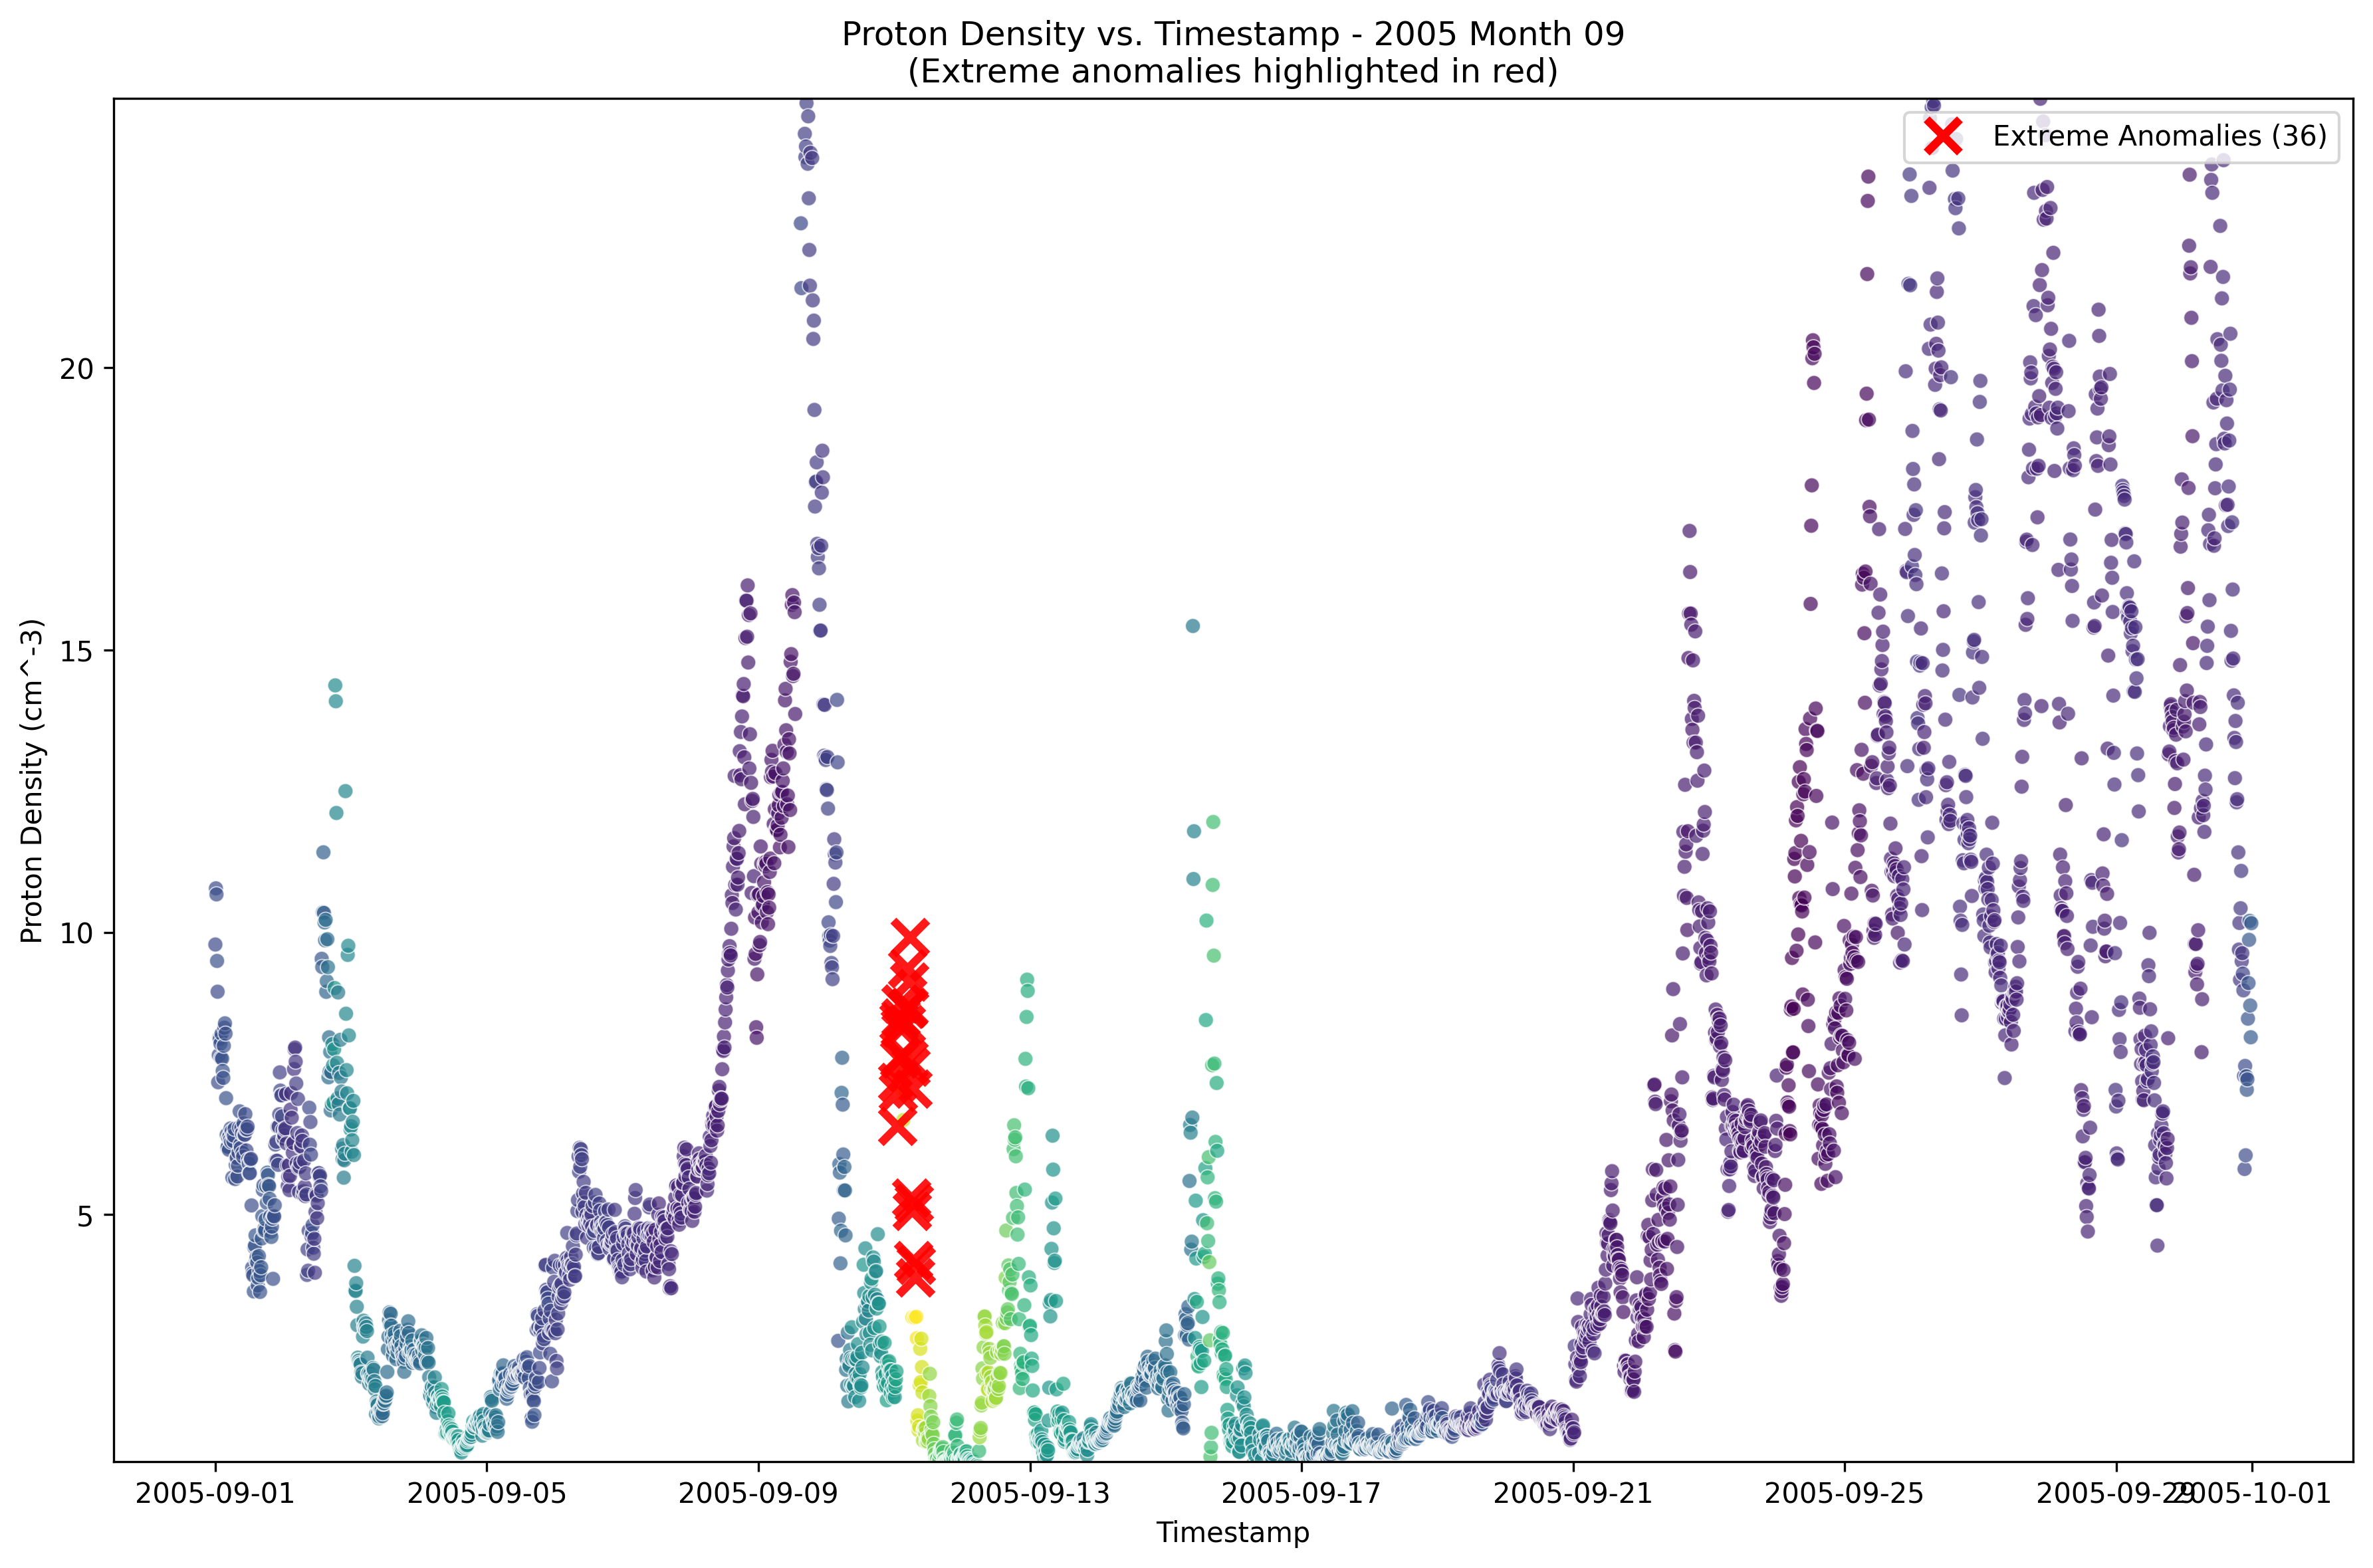 Proton Density vs. Timestamp - 2005 Month 09
(Extreme anomalies highlighted in red)
Extreme Anomalies (36)
Proton Density (cm^-3)
20
15
10
5
2005-09-01
2005-09-05
2005-09-09
2005-09-13
2005-09-17
2005-09-21
2005-09-25
2005-09-29
2005-10-01
Timestamp